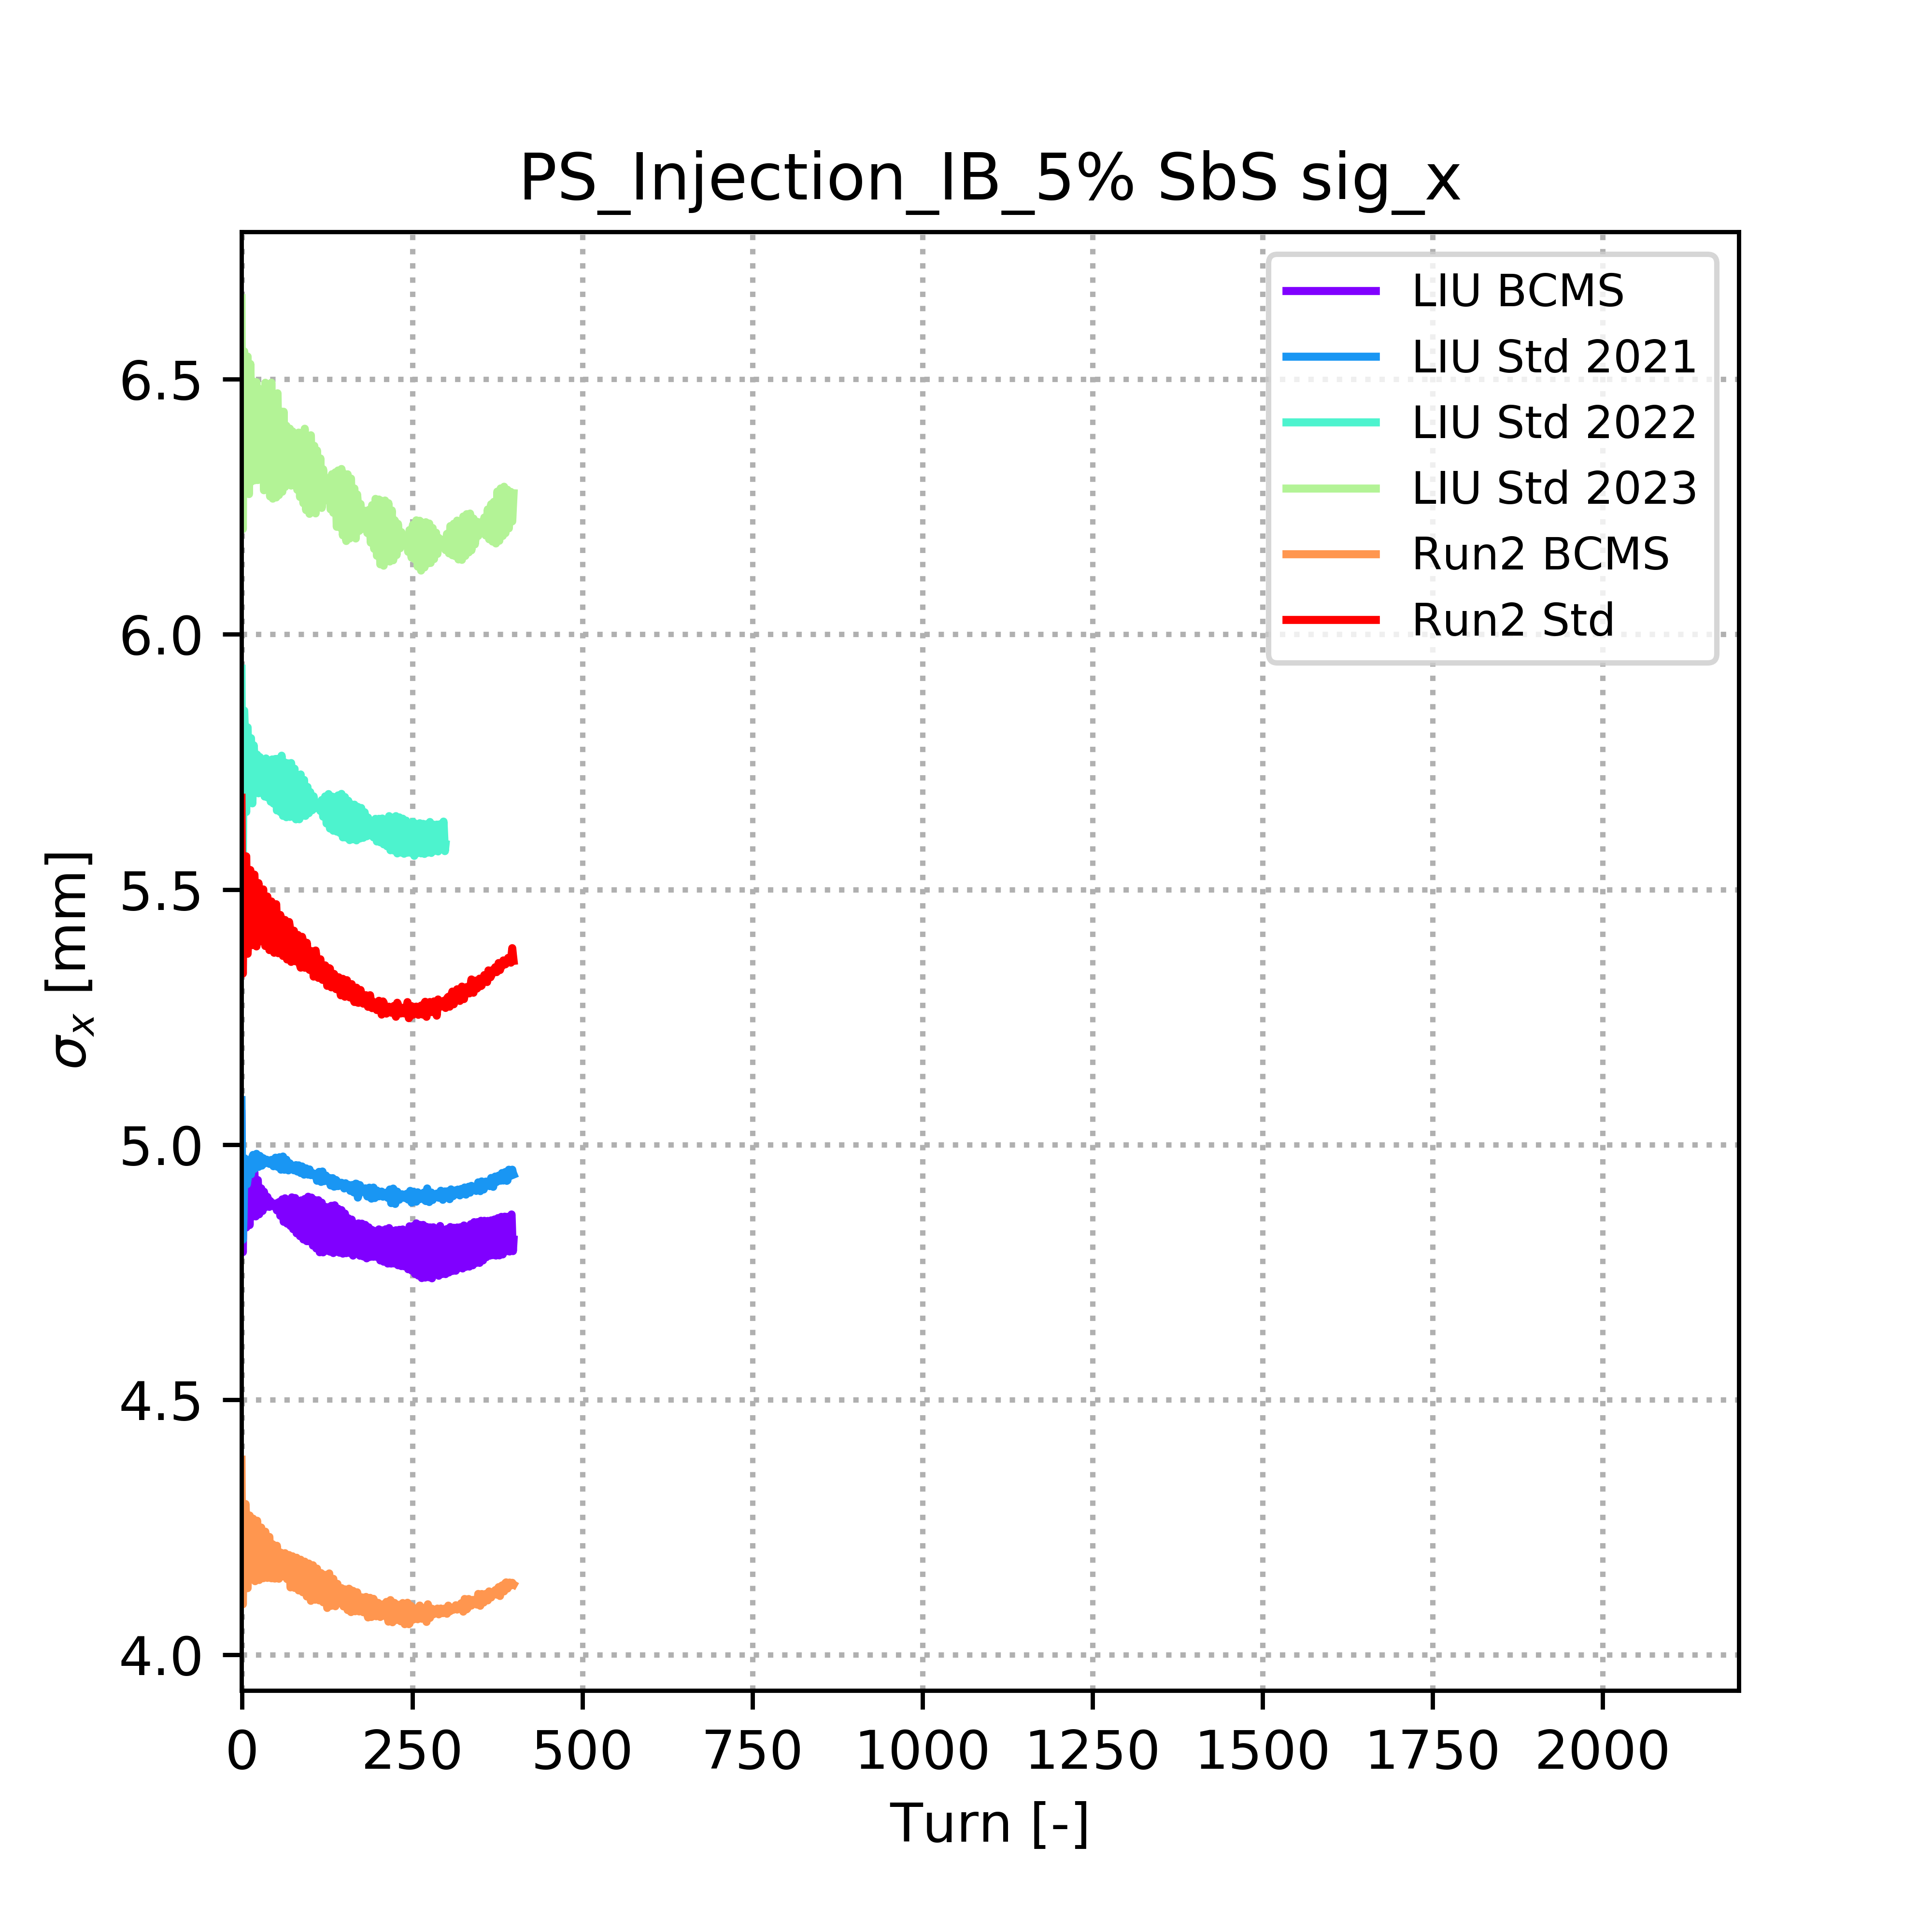 PS_Injection_IB_5% SbS sig_x
LIU BCMS
LIU Std 2021
LIU Std 2022
LIU Std 2023
Run2 BCMS
Run2 Std
6.5
6.0
5.5
5.0
4.5
4.0
σx [mm]
0 250 500 750 1000 1250 1500 1750 2000
Turn [-]